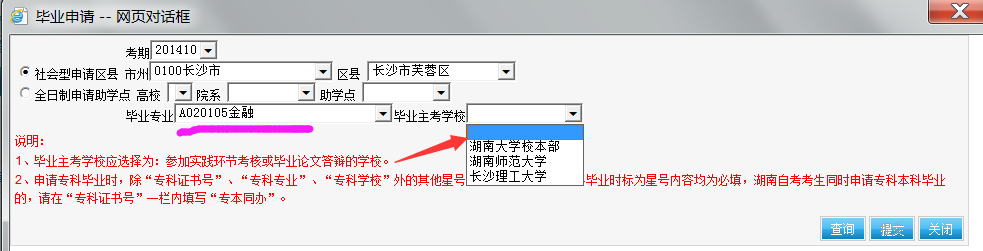 毕业申请 -- 网页对话框
考期 201410
社会型申请区县 市州 0100长沙市 区县 长沙市芙蓉区
全日制申请助学点 高校 院系 助学点
毕业专业 A020105金融 毕业主考学校
湖南大学校本部
湖南师范大学
长沙理工大学
说明:
1、毕业主考学校应选择为: 参加实践环节考核或毕业论文答辩的学校。
2、申请专科毕业时, 除“专科证书号”、“专科专业”、“专科学校”外的其他星号 毕业时标为星号内容均为必填, 湖南自考考生同时申请专科本科毕业
的, 请在“专科证书号”一栏内填写“专本同办”。
查询 提交 关闭